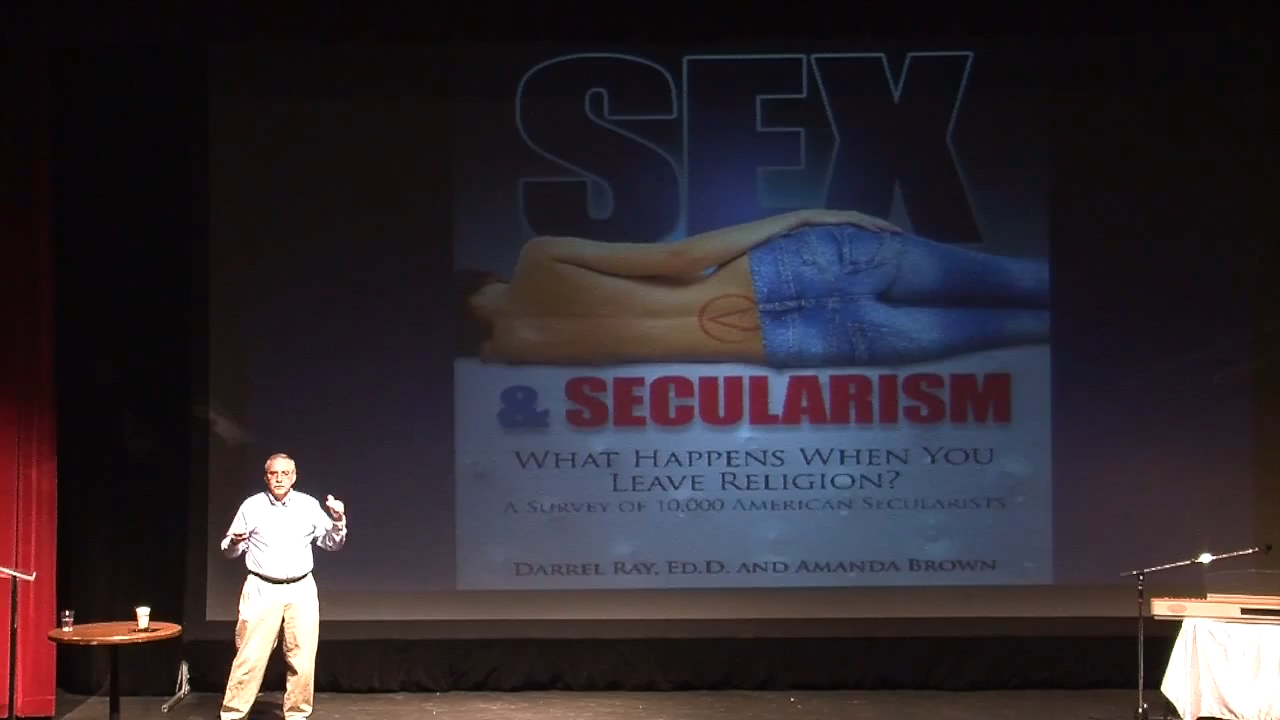 SEX
& SECULARISM
WHAT HAPPENS WHEN YOU
LEAVE RELIGION?
A SURVEY OF 10,000 AMERICAN SECULARISTS
DARREL RAY, ED.D. AND AMANDA BROWN